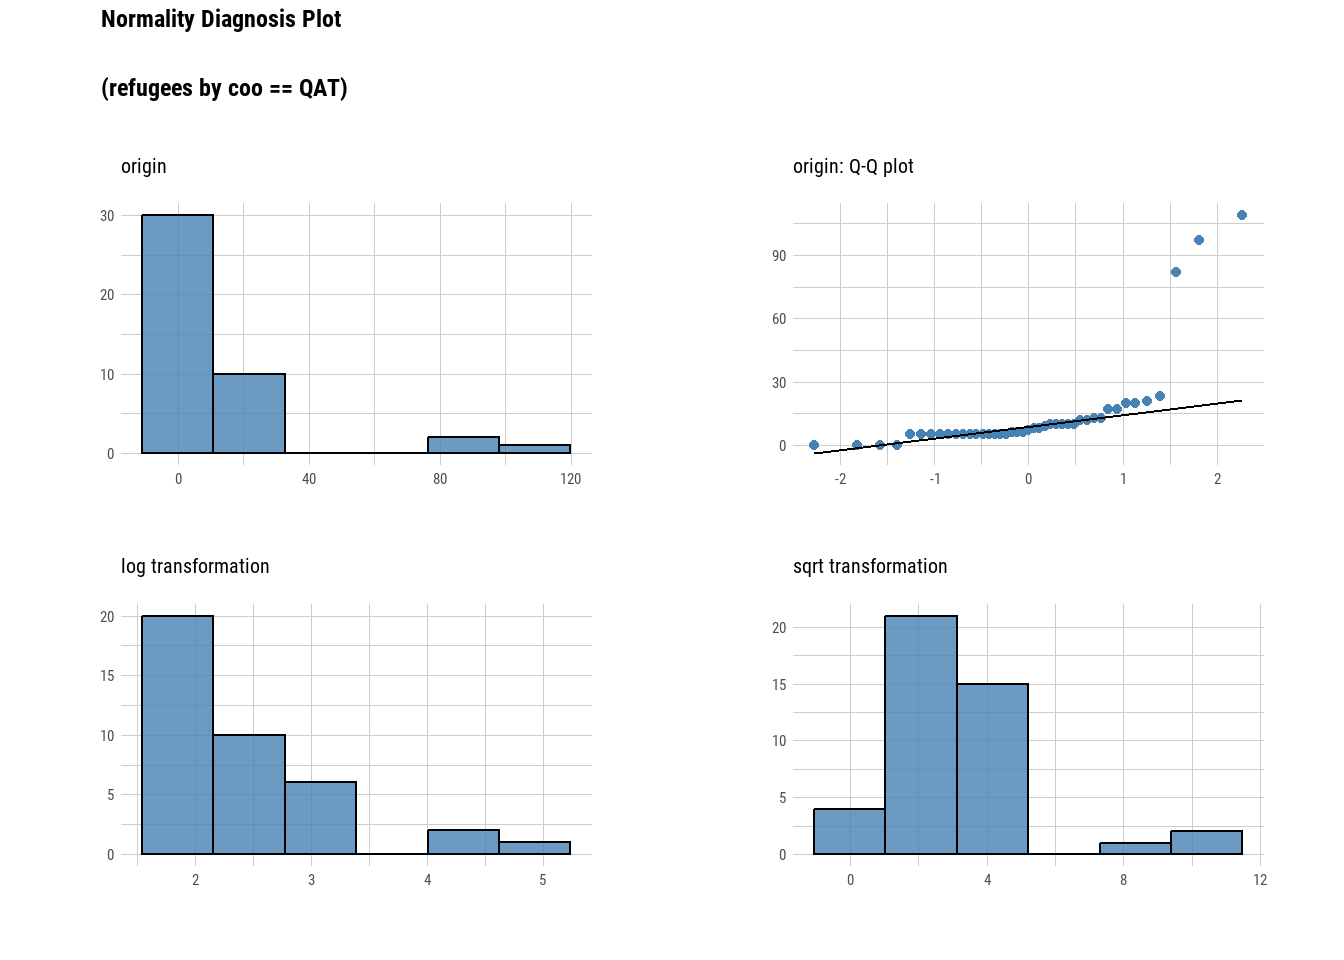 Normality Diagnosis Plot
(refugees by coo == QAT)
origin
30
20
10
0
0 40 80 120
origin: Q-Q plot
90
60
30
0
-2 -1 0 1 2
log transformation
20
15
10
5
0
2 3 4 5
sqrt transformation
20
15
10
5
0
0 4 8 12